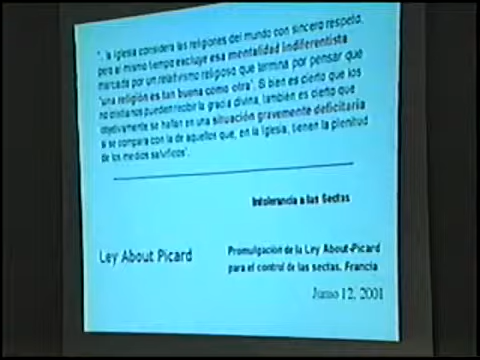 ". la Iglesia considera las religiones del mundo con sincero respeto,
pero al mismo tiempo excluye esa mentalidad indiferentista
marcada por un relativismo religioso que termina por pensar que
"una religión es tan buena como otra". Si bien es cierto que los
no cristianos pueden recibir la gracia divina, también es cierto que
objetivamente se hallan en una situación gravemente deficitaria
si se compara con la de aquellos que, en la Iglesia, tienen la plenitud
de los medios salvíficos".
Intolerancia a las Sectas
Ley About Picard
Promulgación de la Ley About-Picard
para el control de las sectas. Francia
Junio 12, 2001